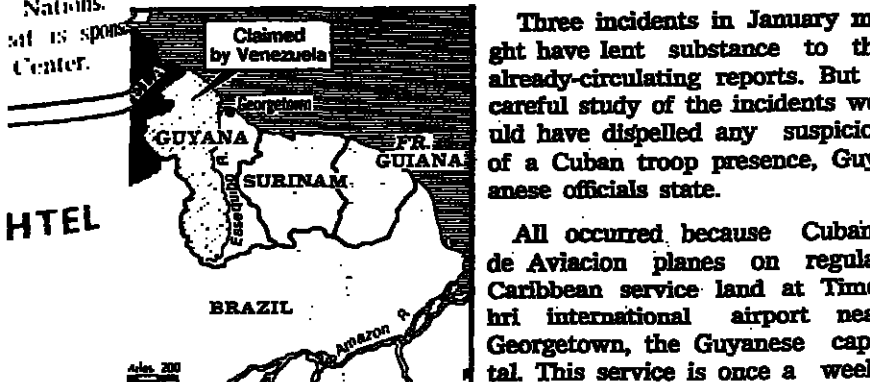 Nations.
Center.
HTEL
Claimed
by Venezuela
Georgetown
GUYANA
Essequibo R.
SURINAM
FR.
GUIANA
BRAZIL
Amazon R.
200
Three incidents in January m
ght have lent substance to th
already-circulating reports. But
careful study of the incidents wo
uld have dispelled any suspicio
of a Cuban troop presence, Guy
anese officials state.
All occurred because Cuban
de Aviacion planes on regula
Caribbean service land at Time
hri international airport nea
Georgetown, the Guyanese capi
tal. This service is once a week